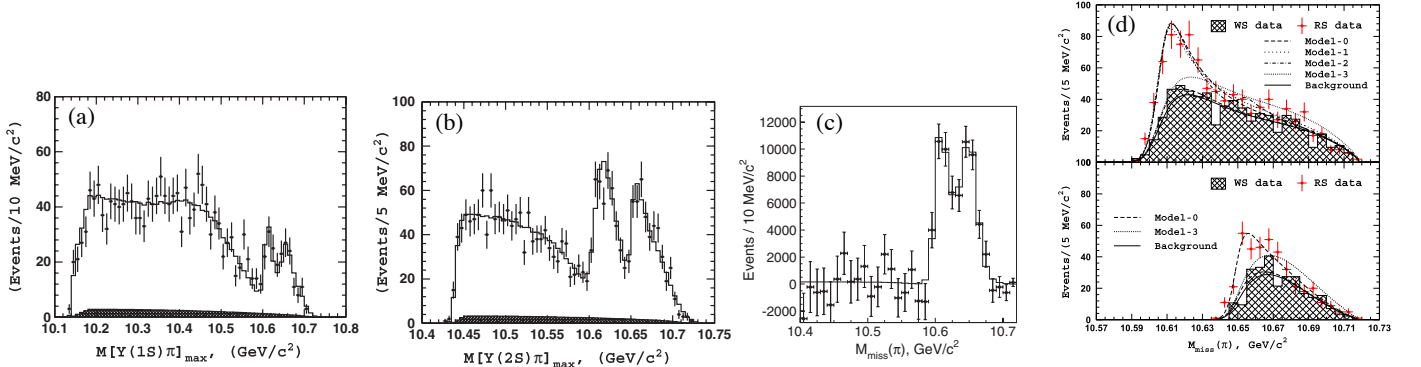 (a)
(Events/10 MeV/c²)
80
60
40
20
0
10.1 10.2 10.3 10.4 10.5 10.6 10.7 10.8
M[Υ(1S)π]max, (GeV/c²)
(b)
(Events/5 MeV/c²)
100
80
60
40
20
0
10.4 10.45 10.5 10.55 10.6 10.65 10.7 10.75
M[Υ(2S)π]max, (GeV/c²)
(c)
Events / 10 MeV/c²
12000
10000
8000
6000
4000
2000
0
-2000
10.4 10.5 10.6 10.7
Mmiss(π), GeV/c²
(d)
WS data RS data
Model-0
Model-1
Model-2
Model-3
Background
Events/(5 MeV/c²)
100
80
60
40
20
0
100
WS data RS data
Model-0
Model-3
Background
Events/(5 MeV/c²)
80
60
40
20
0
10.57 10.59 10.61 10.63 10.65 10.67 10.69 10.71 10.73
Mmiss(π), GeV/c²